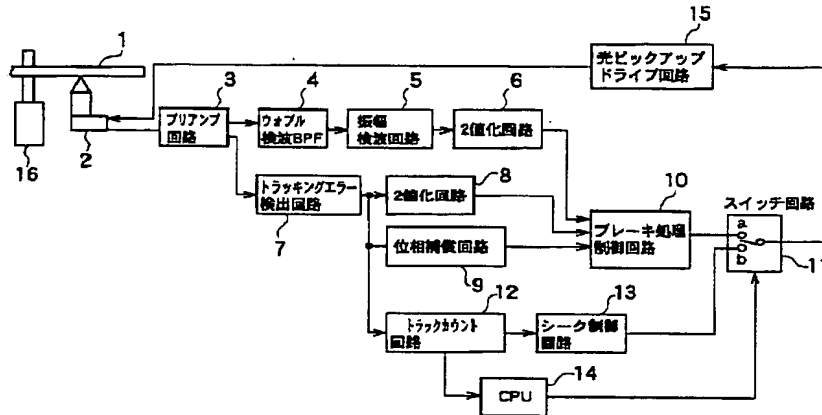 15
光ピックアップ
ドライブ回路
1
3
4
5
6
プリアンプ
回路
ウォブル
検波BPF
振幅
検波回路
2値化回路
16
2
トラッキングエラー
検出回路
7
2値化回路
8
10
スイッチ回路
ブレーキ処理
制御回路
a
b
11
位相補償回路
9
12
13
トラックカウント
回路
シーク制御
回路
14
CPU